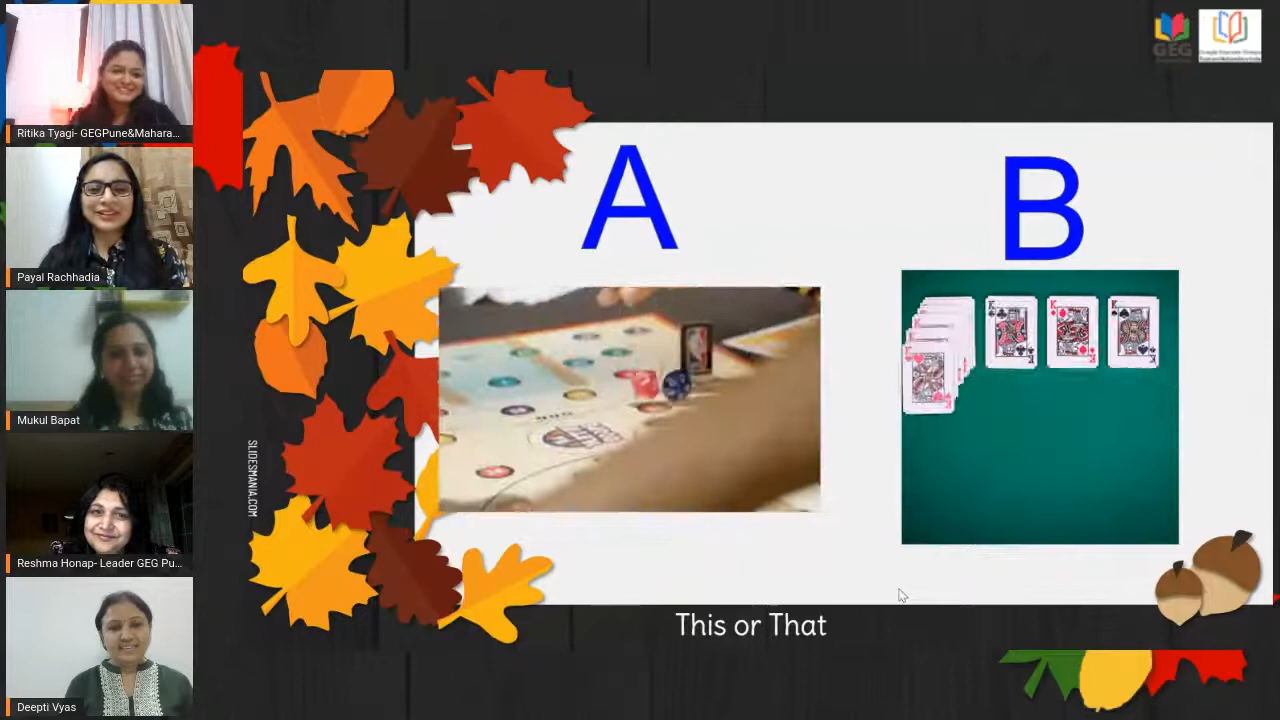 Ritika Tyagi- GEGPune&Mahara...
Payal Rachhadia
Mukul Bapat
Reshma Honap- Leader GEG Pu...
Deepti Vyas
GEG
A
B
K
K
K
SLIDESMANIA.COM
This or That